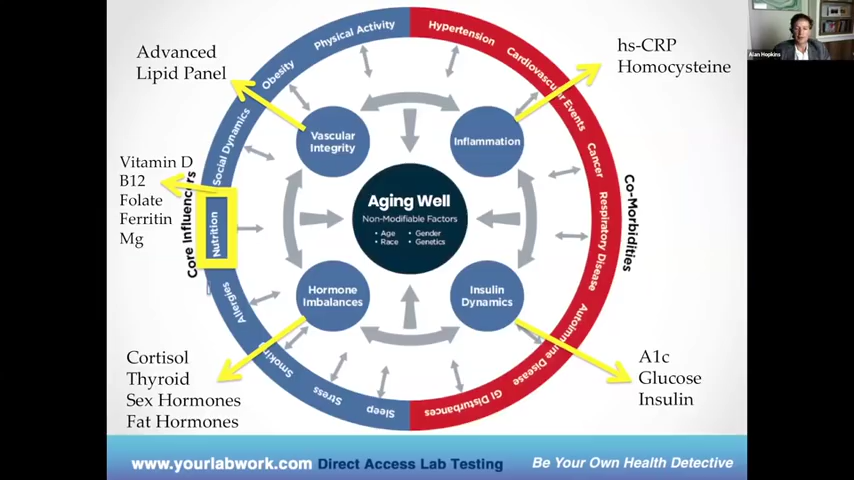 Advanced
Lipid Panel
hs-CRP
Homocysteine
Alan Hopkins
Physical Activity
Obesity
Social Dynamics
Nutrition
Allergies
Smoking
Stress
Sleep
Core Influencers
Hypertension
Cardiovascular Events
Cancer
Respiratory Disease
Autoimmune Disease
GI Disturbances
Co-Morbidities
Vascular
Integrity
Inflammation
Vitamin D
B12
Folate
Ferritin
Mg
Aging Well
Non-Modifiable Factors
• Age • Gender
• Race • Genetics
Hormone
Imbalances
Insulin
Dynamics
Cortisol
Thyroid
Sex Hormones
Fat Hormones
A1c
Glucose
Insulin
www.yourlabwork.com Direct Access Lab Testing Be Your Own Health Detective